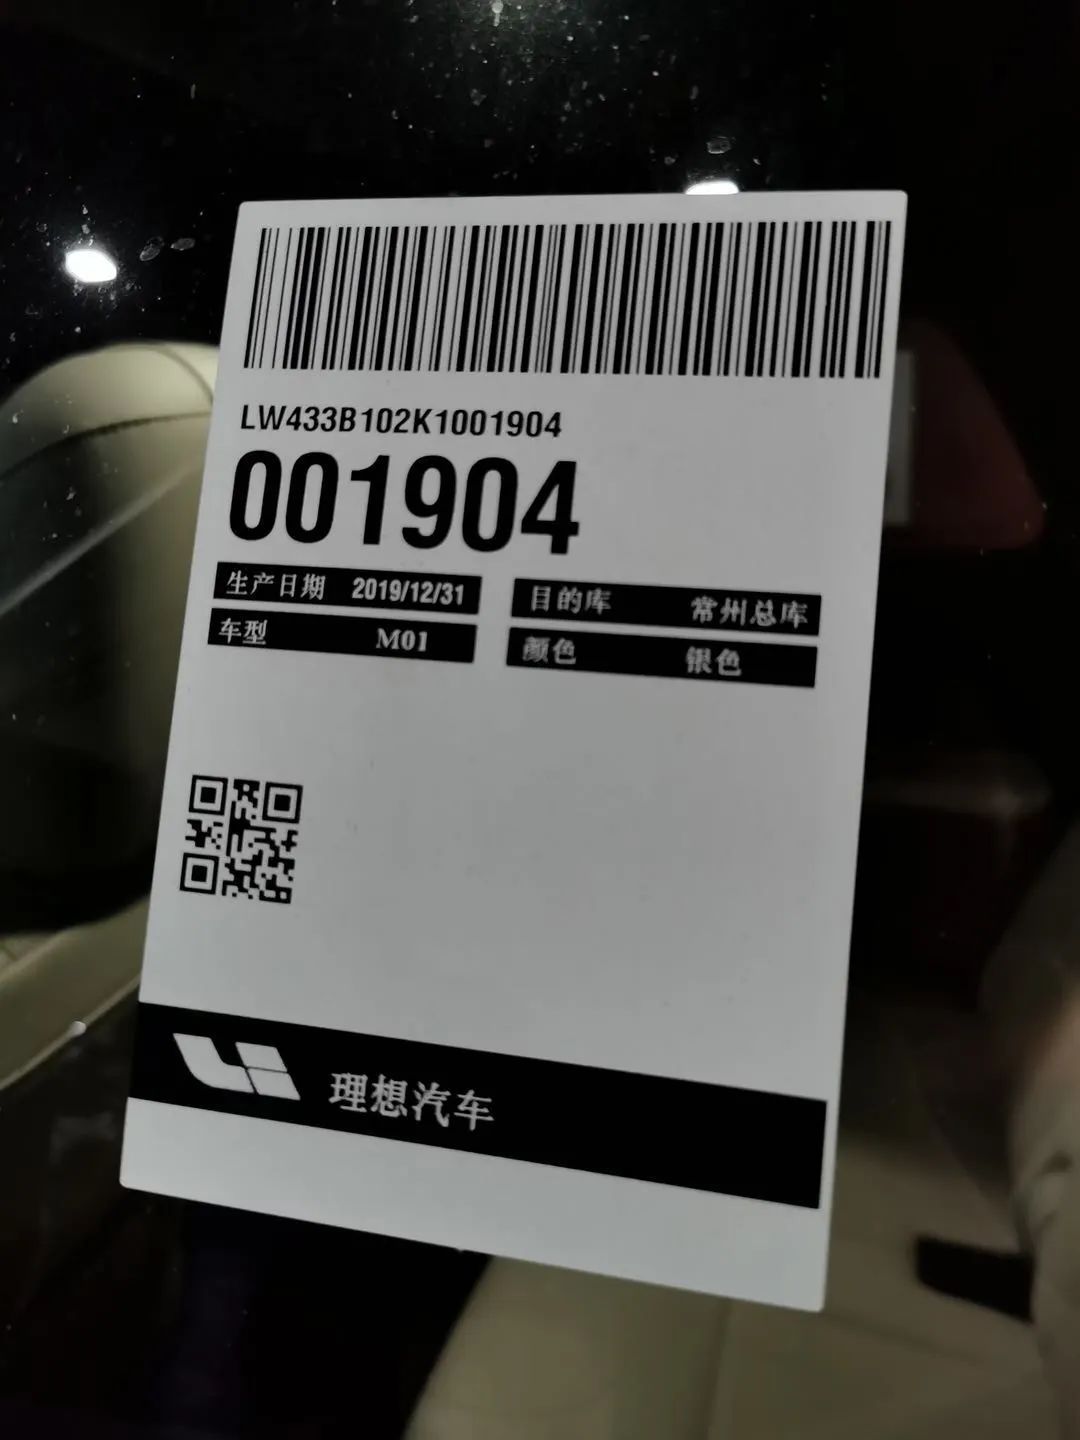 LW433B102K1001904
001904
生产日期 2019/12/31
目的库 常州总库
车型 M01
颜色 银色
理想汽车